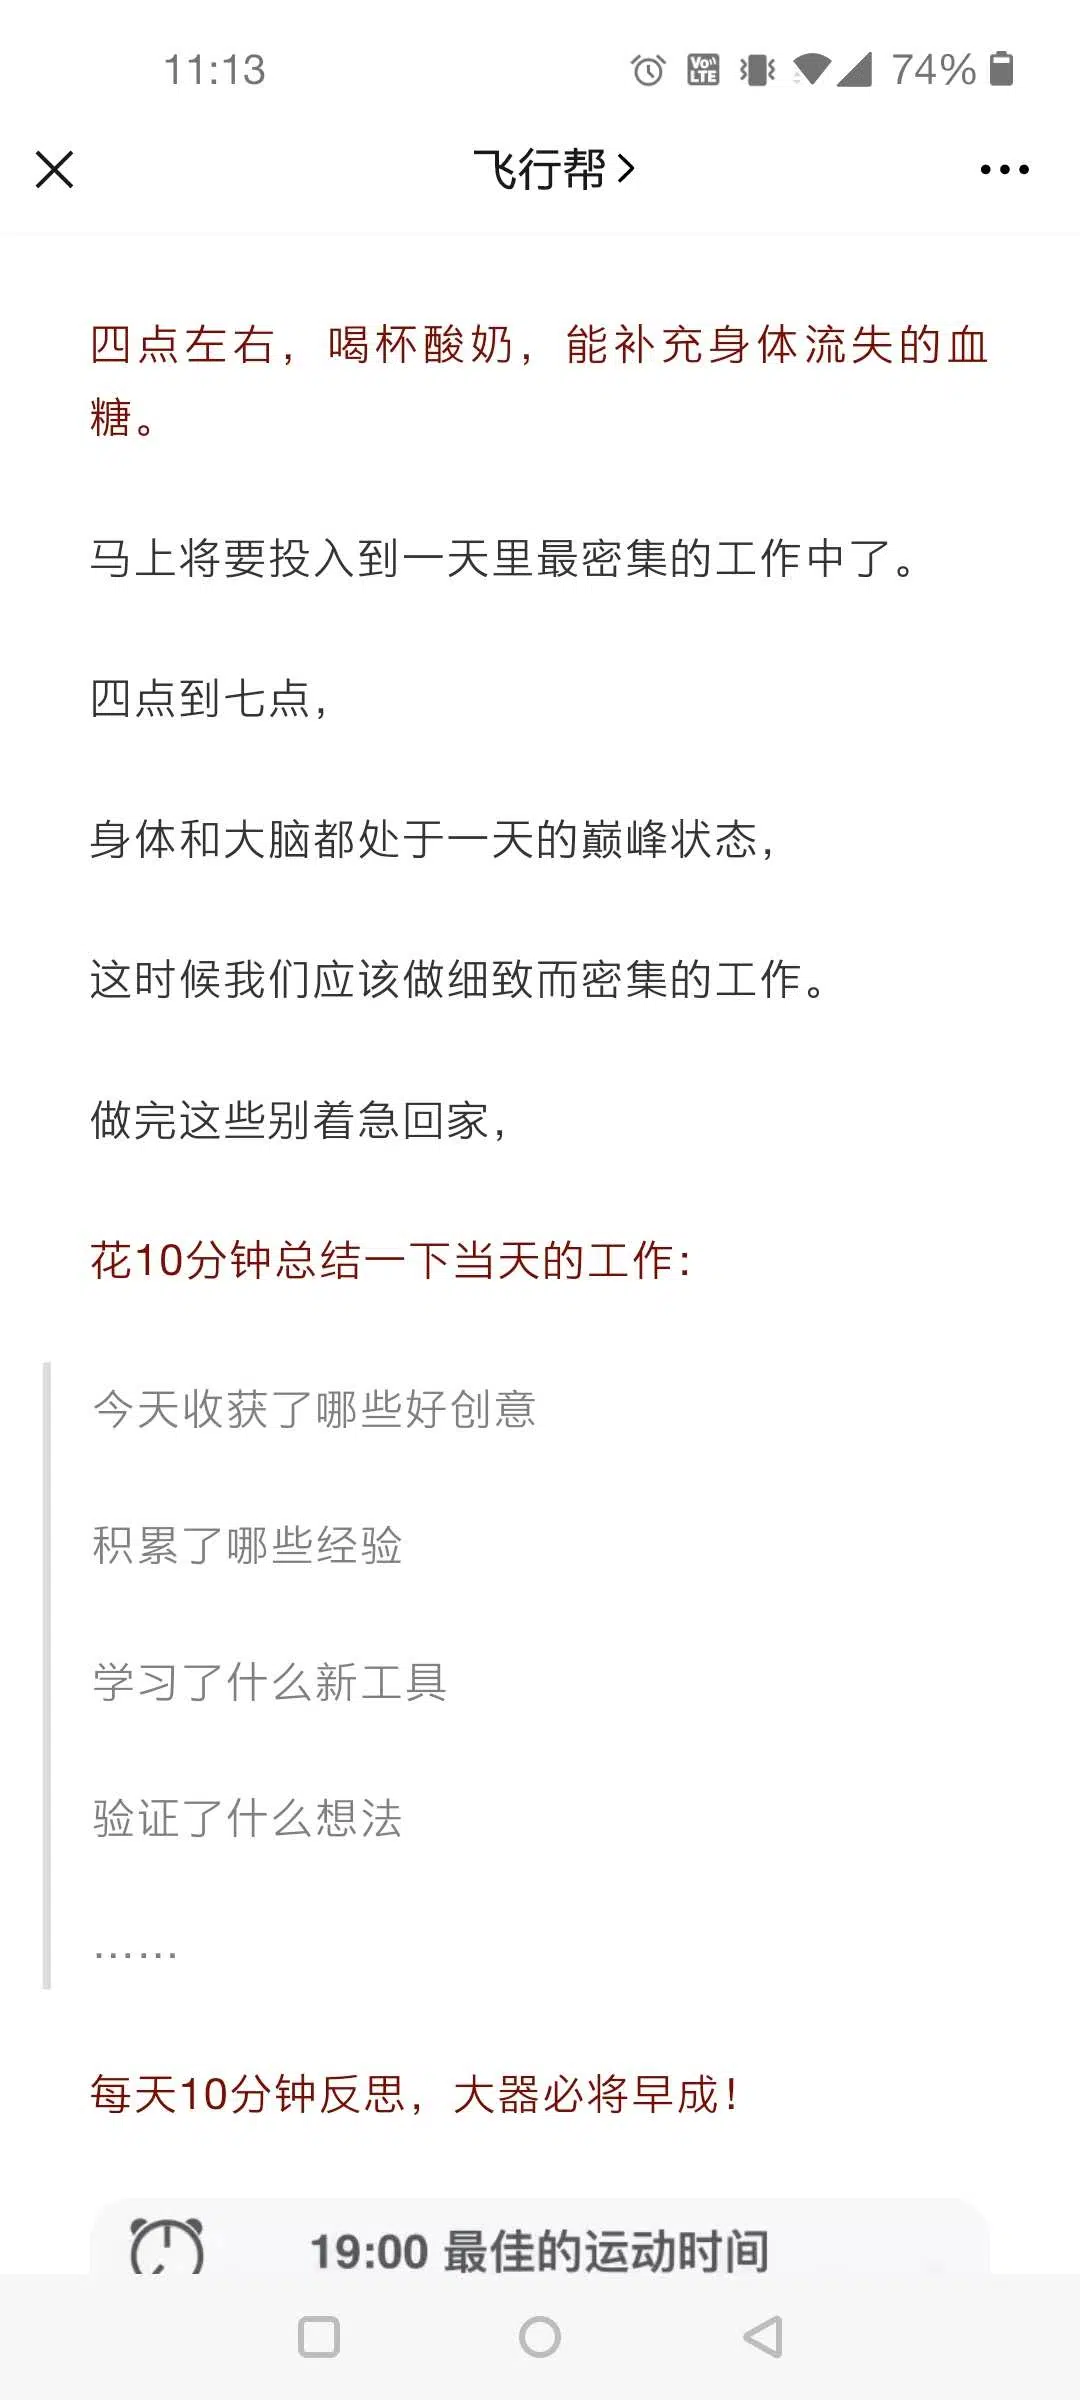 11:13
Vo LTE 74%
飞行帮
四点左右，喝杯酸奶，能补充身体流失的血
糖。
马上将要投入到一天里最密集的工作中了。
四点到七点，
身体和大脑都处于一天的巅峰状态，
这时候我们应该做细致而密集的工作。
做完这些别着急回家，
花10分钟总结一下当天的工作：
今天收获了哪些好创意
积累了哪些经验
学习了什么新工具
验证了什么想法
……
每天10分钟反思，大器必将早成！
19:00 最佳的运动时间